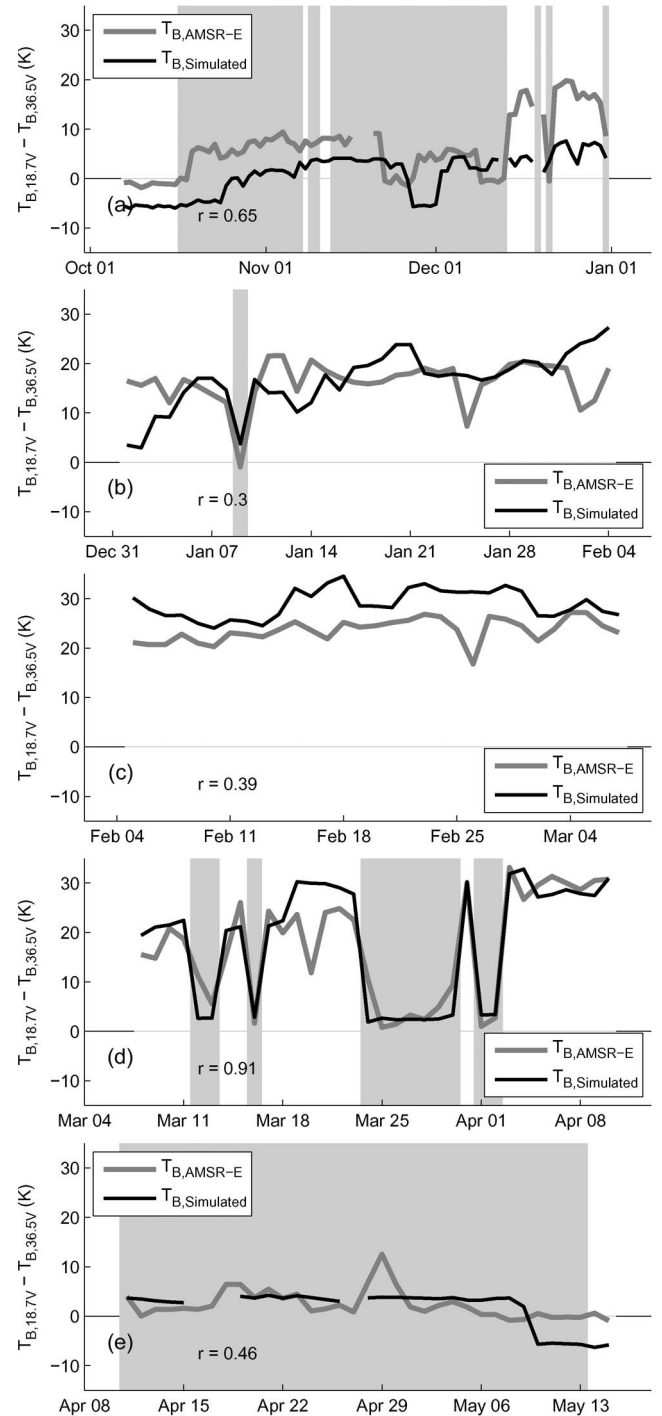 T_B,18.7V − T_B,36.5V (K)
30
20
10
0
−10
T_B,AMSR−E
T_B,Simulated
(a)
r = 0.65
Oct 01 Nov 01 Dec 01 Jan 01
T_B,18.7V − T_B,36.5V (K)
30
20
10
0
−10
(b)
r = 0.3
T_B,AMSR−E
T_B,Simulated
Dec 31 Jan 07 Jan 14 Jan 21 Jan 28 Feb 04
T_B,18.7V − T_B,36.5V (K)
30
20
10
0
−10
(c)
r = 0.39
T_B,AMSR−E
T_B,Simulated
Feb 04 Feb 11 Feb 18 Feb 25 Mar 04
T_B,18.7V − T_B,36.5V (K)
30
20
10
0
−10
(d)
r = 0.91
T_B,AMSR−E
T_B,Simulated
Mar 04 Mar 11 Mar 18 Mar 25 Apr 01 Apr 08
T_B,18.7V − T_B,36.5V (K)
30
20
10
0
−10
T_B,AMSR−E
T_B,Simulated
(e)
r = 0.46
Apr 08 Apr 15 Apr 22 Apr 29 May 06 May 13